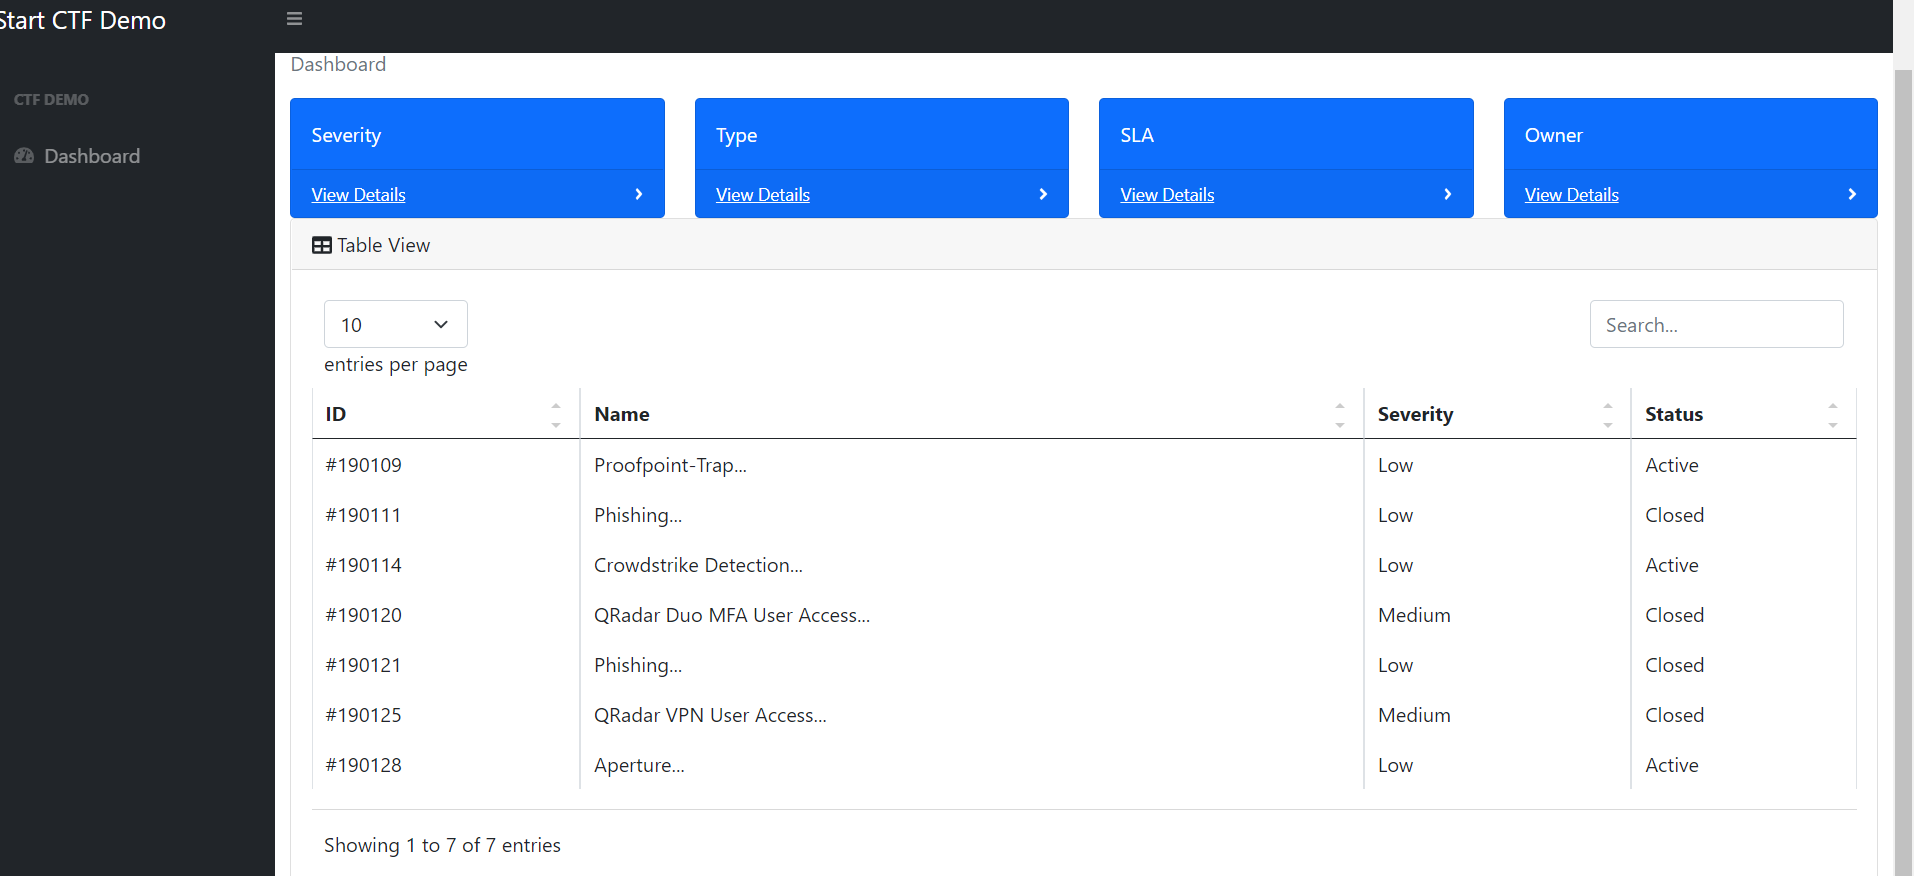 Start CTF Demo
CTF DEMO
Dashboard
Dashboard
Severity
View Details
Type
View Details
SLA
View Details
Owner
View Details
Table View
10
entries per page
Search...
ID Name Severity Status
#190109 Proofpoint-Trap... Low Active
#190111 Phishing... Low Closed
#190114 Crowdstrike Detection... Low Active
#190120 QRadar Duo MFA User Access... Medium Closed
#190121 Phishing... Low Closed
#190125 QRadar VPN User Access... Medium Closed
#190128 Aperture... Low Active
Showing 1 to 7 of 7 entries